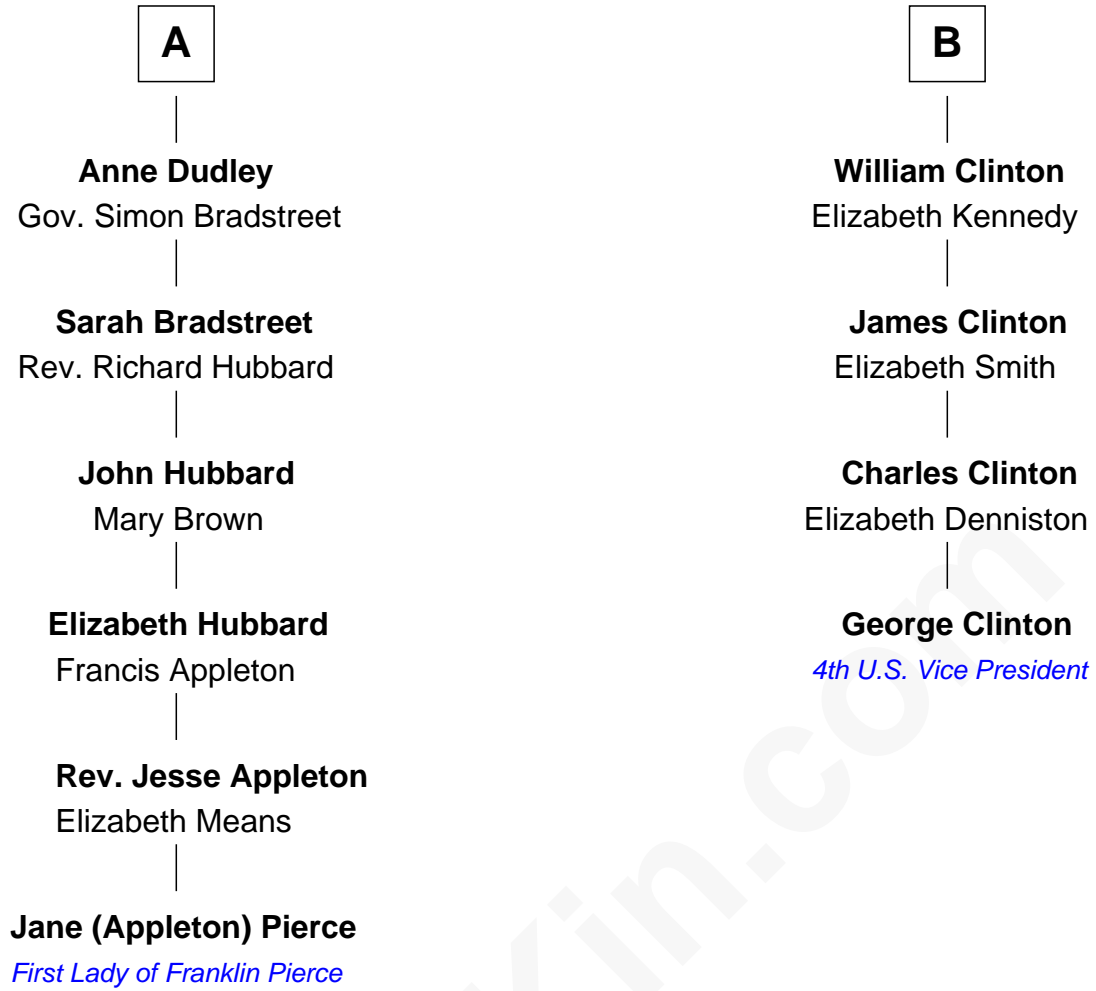 A
Anne Dudley
Gov. Simon Bradstreet
Sarah Bradstreet
Rev. Richard Hubbard
John Hubbard
Mary Brown
Elizabeth Hubbard
Francis Appleton
Rev. Jesse Appleton
Elizabeth Means
Jane (Appleton) Pierce
First Lady of Franklin Pierce
B
William Clinton
Elizabeth Kennedy
James Clinton
Elizabeth Smith
Charles Clinton
Elizabeth Denniston
George Clinton
4th U.S. Vice President